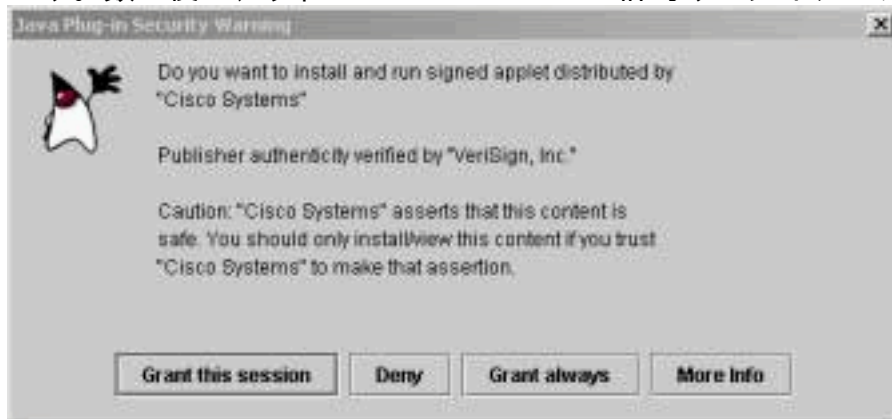 Java Plug-in Security Warning
Do you want to install and run signed applet distributed by
"Cisco Systems"
Publisher authenticity verified by "VeriSign, Inc."
Caution: "Cisco Systems" asserts that this content is
safe. You should only install/view this content if you trust
"Cisco Systems" to make that assertion.
Grant this session
Deny
Grant always
More Info